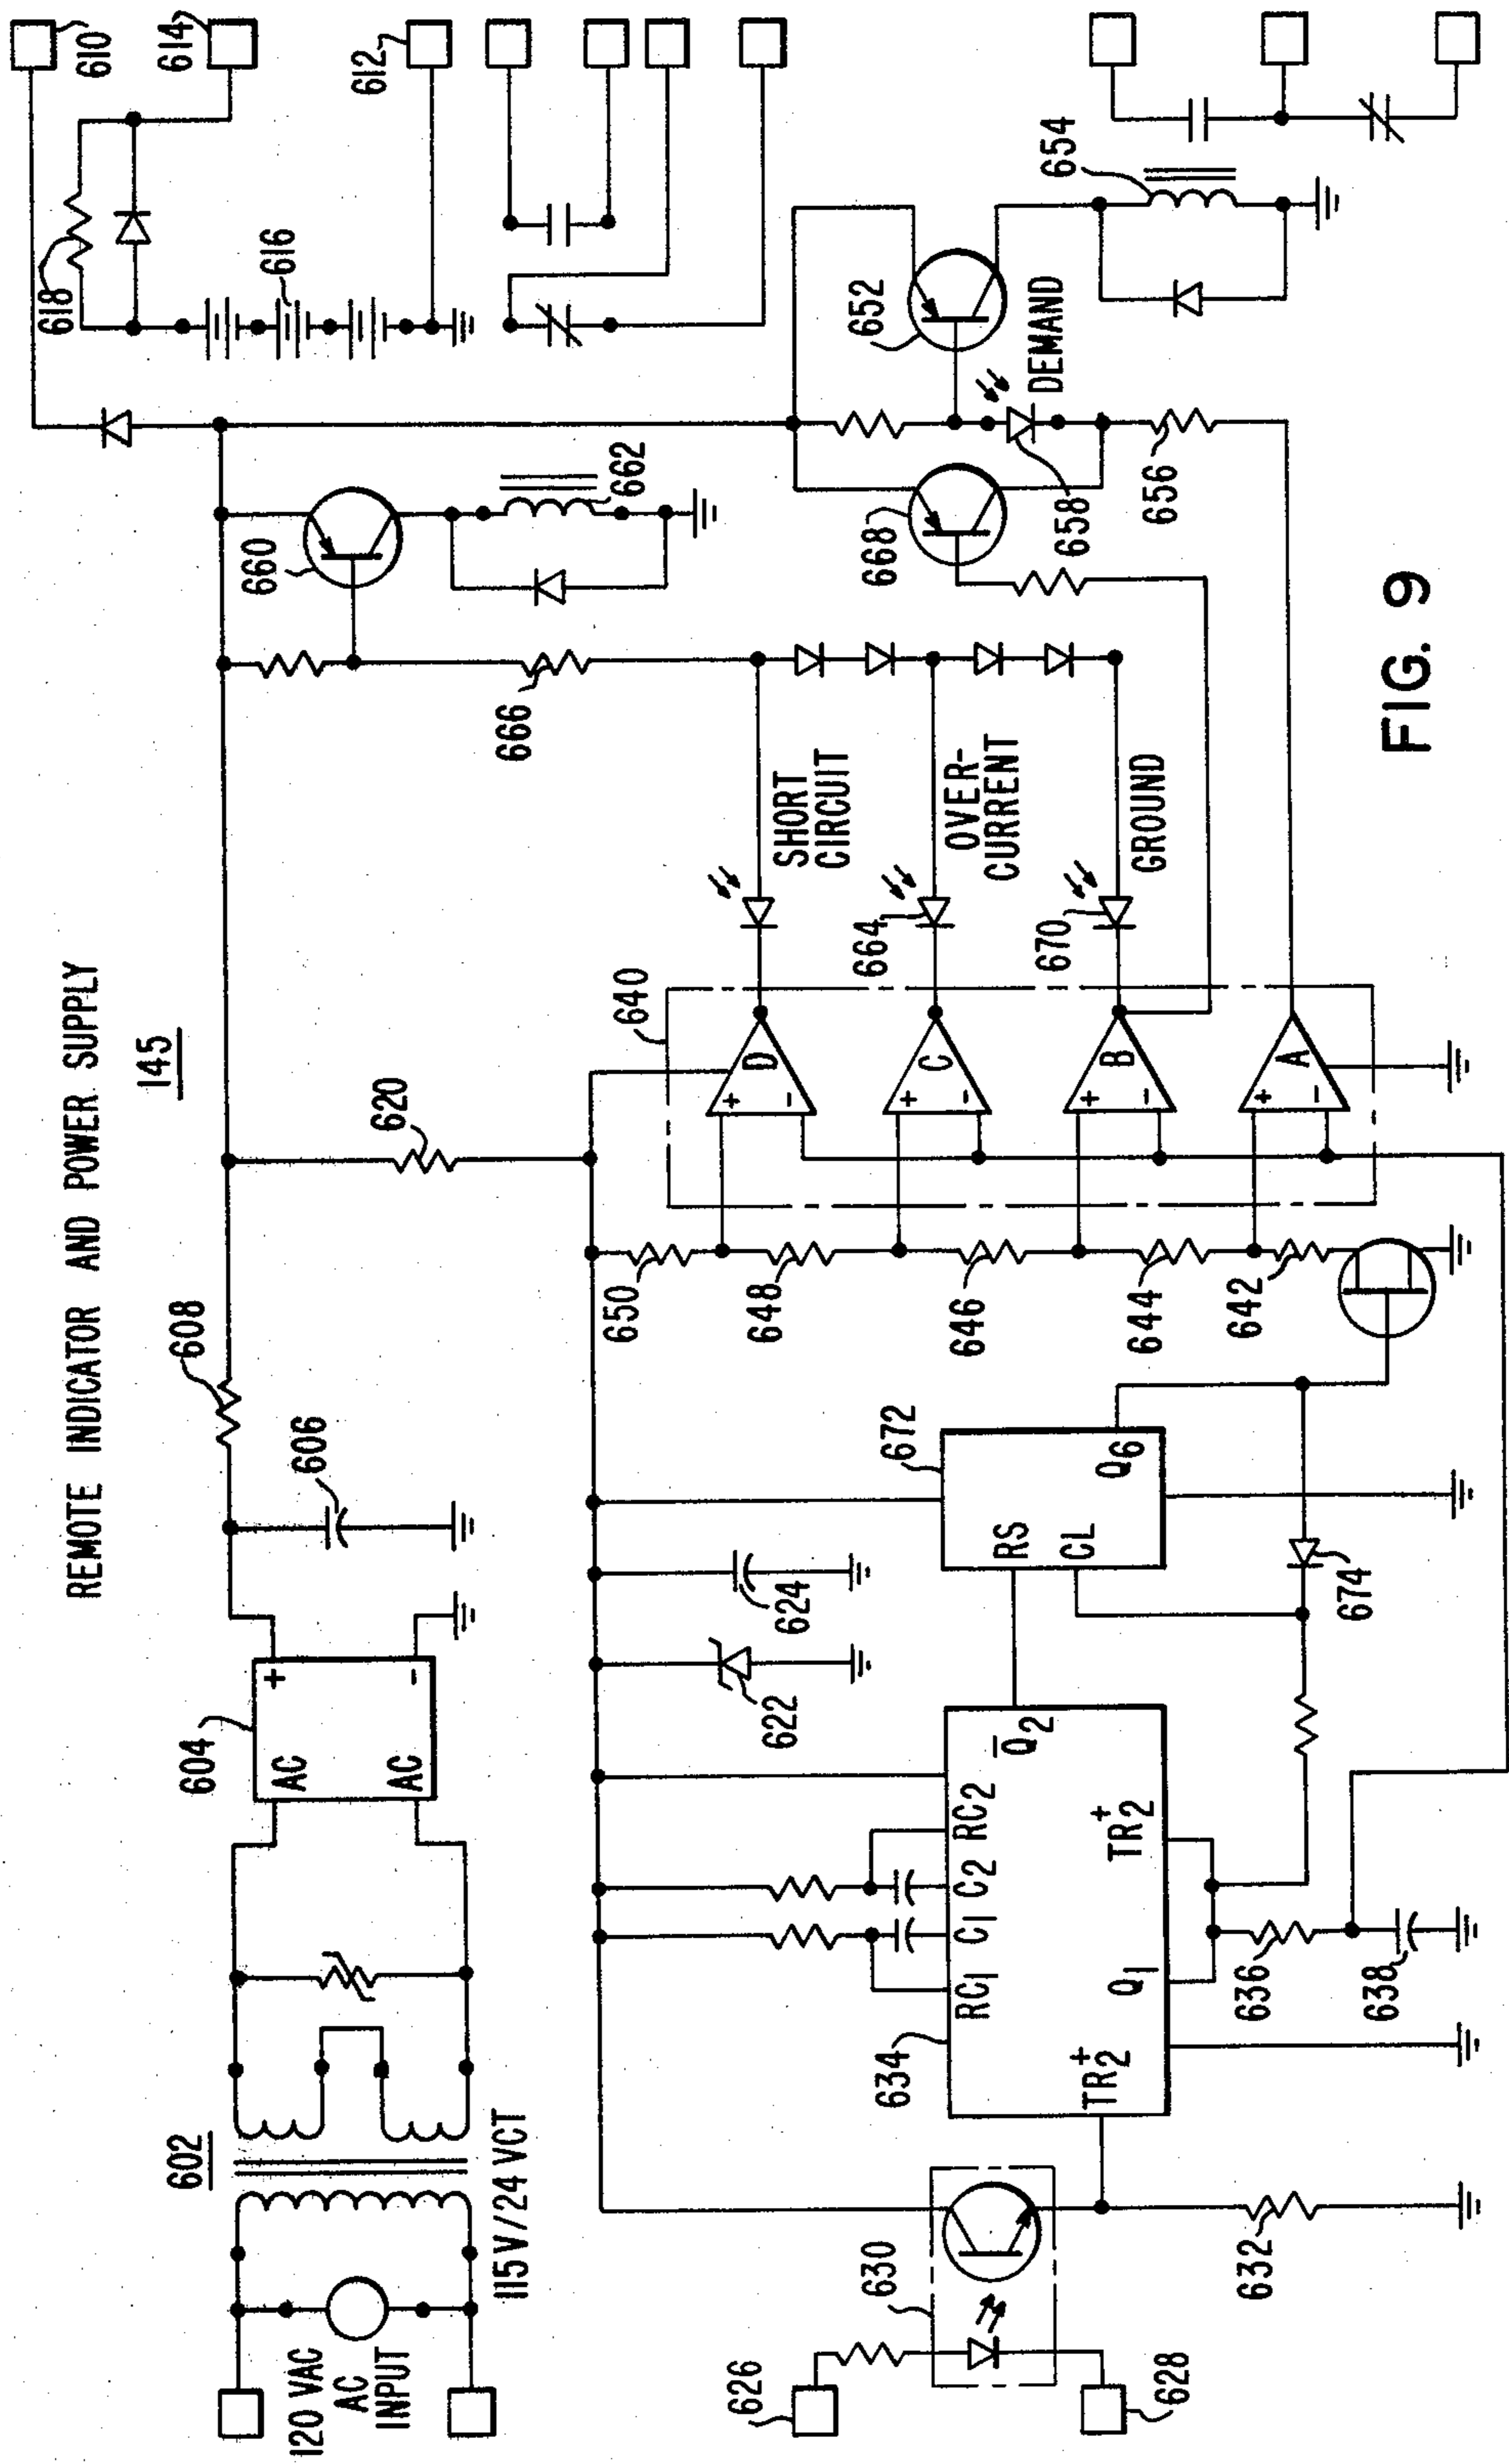 REMOTE INDICATOR AND POWER SUPPLY
145
602
604
606
608
610
614
612
618
616
120 VAC
AC
INPUT
115V/24 VCT
AC
AC
+
-
620
660
662
666
622
624
626
628
630
632
634
RC1
C1
C2
RC2
Q̅2
TR2+
Q1
TR2+
636
638
672
RS
CL
Q6
674
650
648
646
644
642
640
D
+
-
C
+
-
B
+
-
A
+
-
SHORT
CIRCUIT
664
OVER-
CURRENT
670
GROUND
668
652
654
DEMAND
658
656
FIG. 9